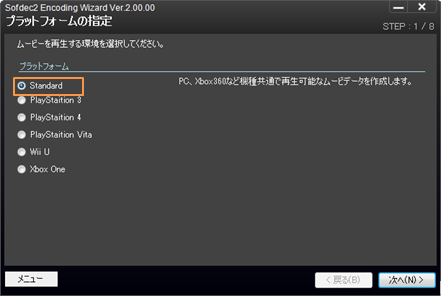 Sofdec2 Encoding Wizard Ver.2.00.00
プラットフォームの指定
STEP : 1 / 8
ムービーを再生する環境を選択してください。
プラットフォーム
Standard
PC、Xbox360など機種共通で再生可能なムービデータを作成します。
PlayStaition 3
PlayStaition 4
PlayStaition Vita
Wii U
Xbox One
メニュー
< 戻る(B)
次へ(N) >